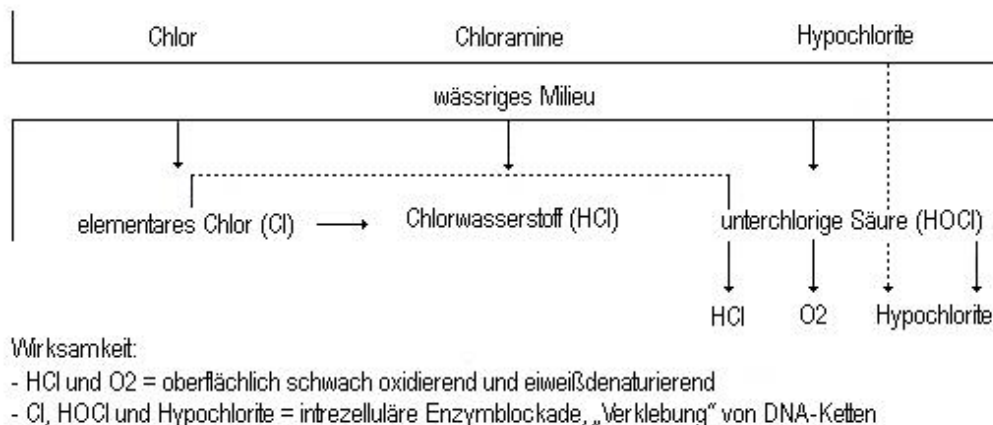 Chlor Chloramine Hypochlorite
wässriges Milieu
elementares Chlor (Cl) Chlorwasserstoff (HCl) unterchlorige Säure (HOCl)
HCl O2 Hypochlorite
Wirksamkeit:
- HCl und O2 = oberflächlich schwach oxidierend und eiweißdenaturierend
- Cl, HOCl und Hypochlorite = intrezelluläre Enzymblockade, „Verklebung“ von DNA-Ketten